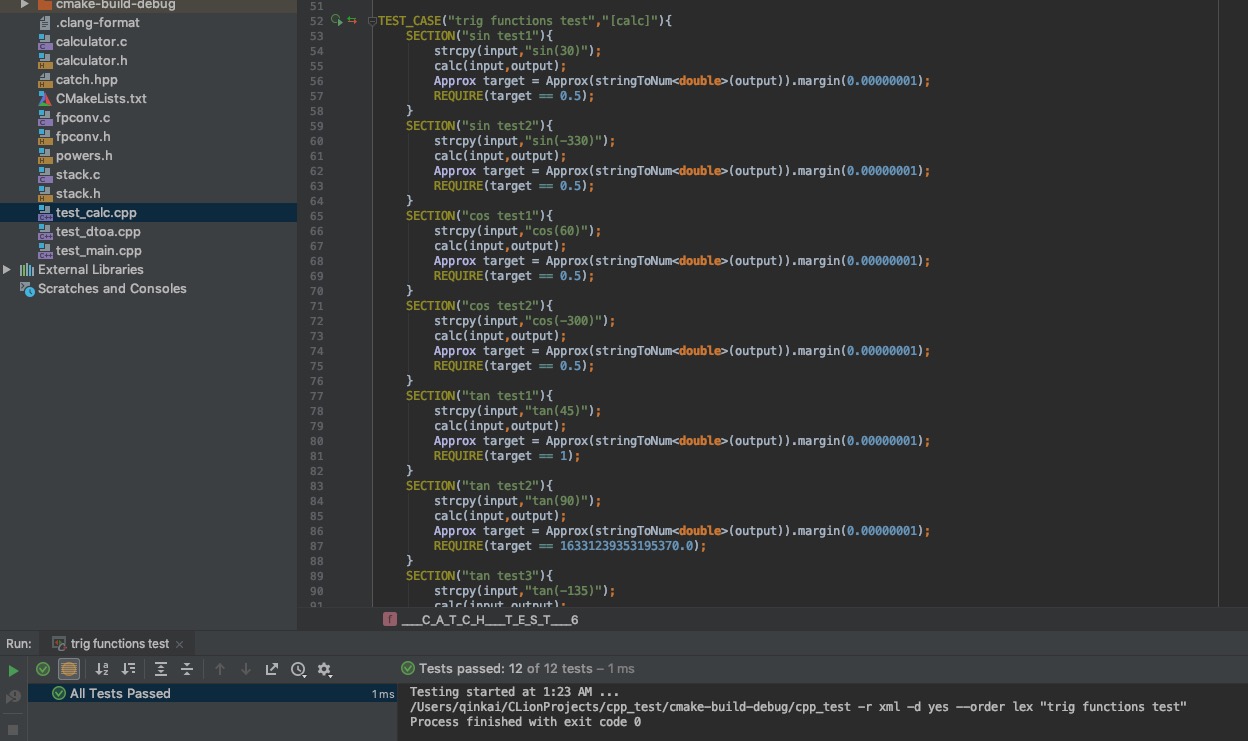 cmake-build-debug
.clang-format
calculator.c
calculator.h
catch.hpp
CMakeLists.txt
fpconv.c
fpconv.h
powers.h
stack.c
stack.h
test_calc.cpp
test_dtoa.cpp
test_main.cpp
External Libraries
Scratches and Consoles
51
52 TEST_CASE("trig functions test","[calc]"){
53 SECTION("sin test1"){
54 strcpy(input,"sin(30)");
55 calc(input,output);
56 Approx target = Approx(stringToNum<double>(output)).margin(0.00000001);
57 REQUIRE(target == 0.5);
58 }
59 SECTION("sin test2"){
60 strcpy(input,"sin(-330)");
61 calc(input,output);
62 Approx target = Approx(stringToNum<double>(output)).margin(0.00000001);
63 REQUIRE(target == 0.5);
64 }
65 SECTION("cos test1"){
66 strcpy(input,"cos(60)");
67 calc(input,output);
68 Approx target = Approx(stringToNum<double>(output)).margin(0.00000001);
69 REQUIRE(target == 0.5);
70 }
71 SECTION("cos test2"){
72 strcpy(input,"cos(-300)");
73 calc(input,output);
74 Approx target = Approx(stringToNum<double>(output)).margin(0.00000001);
75 REQUIRE(target == 0.5);
76 }
77 SECTION("tan test1"){
78 strcpy(input,"tan(45)");
79 calc(input,output);
80 Approx target = Approx(stringToNum<double>(output)).margin(0.00000001);
81 REQUIRE(target == 1);
82 }
83 SECTION("tan test2"){
84 strcpy(input,"tan(90)");
85 calc(input,output);
86 Approx target = Approx(stringToNum<double>(output)).margin(0.00000001);
87 REQUIRE(target == 16331239353195370.0);
88 }
89 SECTION("tan test3"){
90 strcpy(input,"tan(-135)");
91 calc(input,output);
f ____C_A_T_C_H____T_E_S_T____6
Run: trig functions test
Tests passed: 12 of 12 tests – 1 ms
All Tests Passed 1 ms
Testing started at 1:23 AM ...
/Users/qinkai/CLionProjects/cpp_test/cmake-build-debug/cpp_test -r xml -d yes --order lex "trig functions test"
Process finished with exit code 0